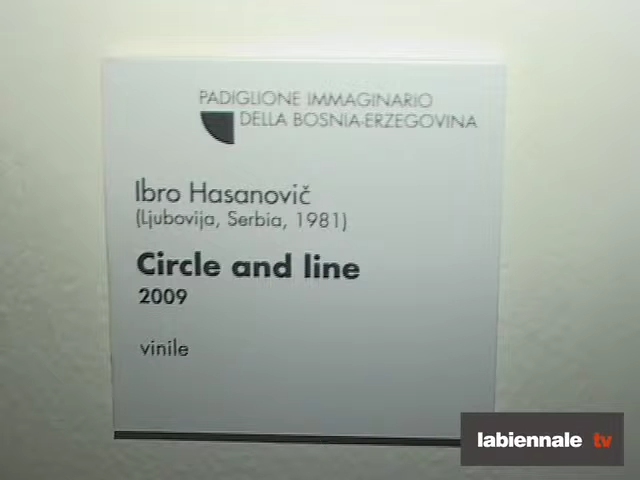 PADIGLIONE IMMAGINARIO
DELLA BOSNIA-ERZEGOVINA
Ibro Hasanovič
(Ljubovija, Serbia, 1981)
Circle and line
2009
vinile
labiennale tv